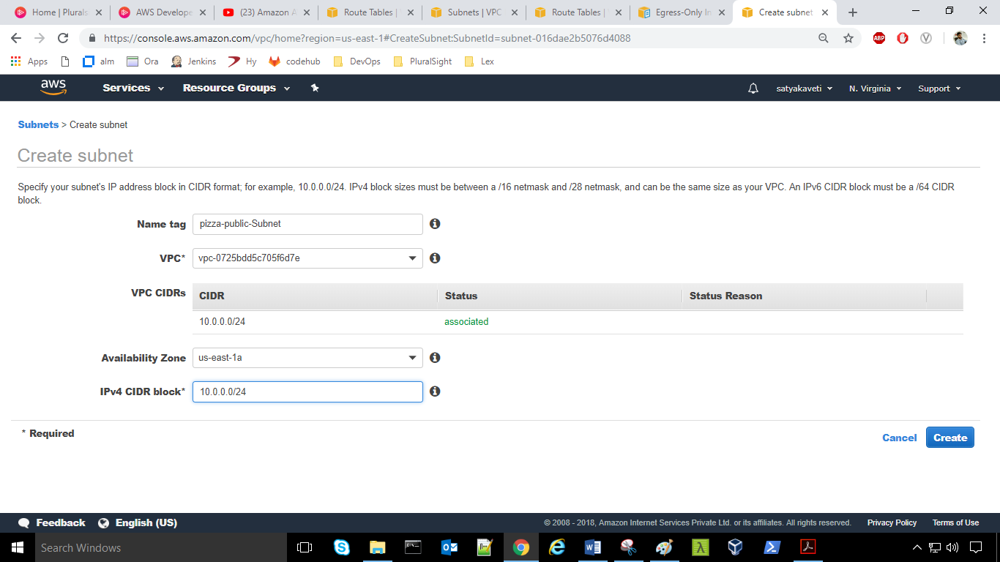 Home | Plurals
AWS Develope
(23) Amazon A
Route Tables |
Subnets | VPC
Route Tables |
Egress-Only In
Create subnet
https://console.aws.amazon.com/vpc/home?region=us-east-1#CreateSubnet:SubnetId=subnet-016dae2b5076d4088
ABP
Apps
alm
Ora
Jenkins
Hy
codehub
DevOps
PluralSight
Lex
aws
Services
Resource Groups
satyakaveti
N. Virginia
Support
Subnets > Create subnet
Create subnet
Specify your subnet's IP address block in CIDR format; for example, 10.0.0.0/24. IPv4 block sizes must be between a /16 netmask and /28 netmask, and can be the same size as your VPC. An IPv6 CIDR block must be a /64 CIDR
block.
Name tag pizza-public-Subnet
VPC* vpc-0725bdd5c705f6d7e
VPC CIDRs CIDR Status Status Reason
10.0.0.0/24 associated
Availability Zone us-east-1a
IPv4 CIDR block* 10.0.0.0/24
* Required
Cancel Create
Feedback English (US) © 2008 - 2018, Amazon Internet Services Private Ltd. or its affiliates. All rights reserved. Privacy Policy Terms of Use
Search Windows